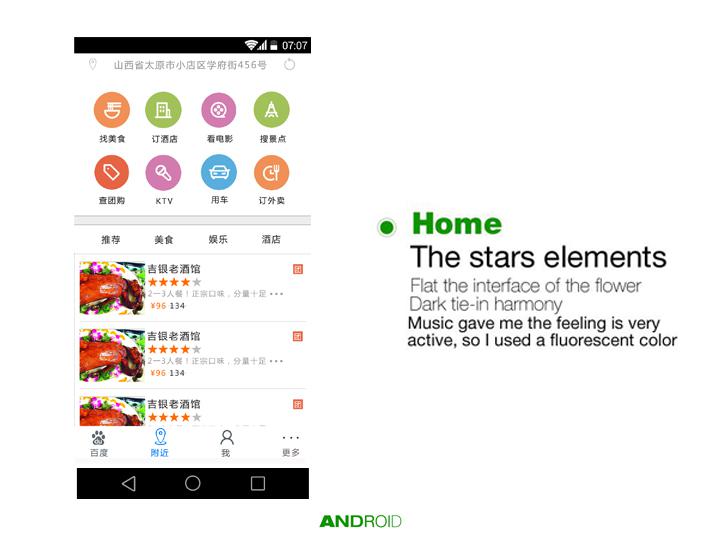 07:07
山西省太原市小店区学府街456号
找美食 订酒店 看电影 搜景点
查团购 KTV 用车 订外卖
推荐 美食 娱乐 酒店
吉银老酒馆 团
2一3人餐！正宗口味，分量十足 •••
¥96 134
吉银老酒馆 团
2一3人餐！正宗口味，分量十足 •••
¥96 134
吉银老酒馆 团
百度 附近 我 更多
Home
The stars elements
Flat the interface of the flower
Dark tie-in harmony
Music gave me the feeling is very
active, so I used a fluorescent color
ANDROID